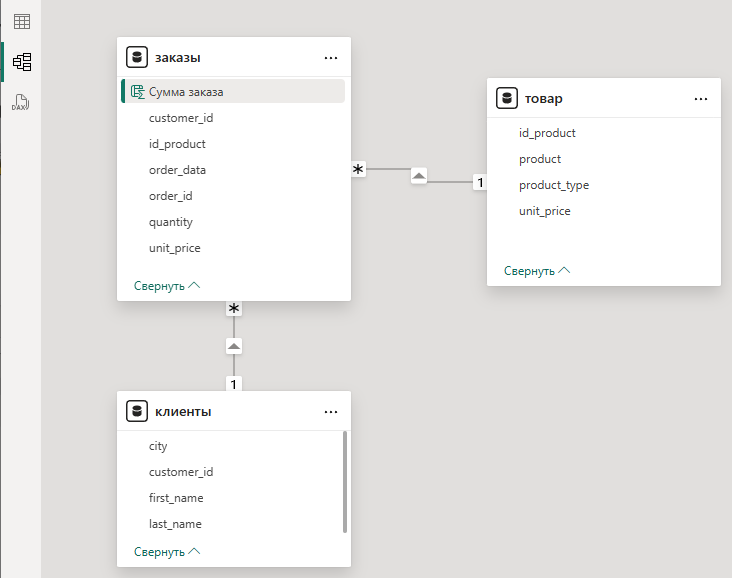 заказы
Сумма заказа
customer_id
id_product
order_data
order_id
quantity
unit_price
Свернуть
товар
id_product
product
product_type
unit_price
Свернуть
*
1
*
1
клиенты
city
customer_id
first_name
last_name
Свернуть
DAX